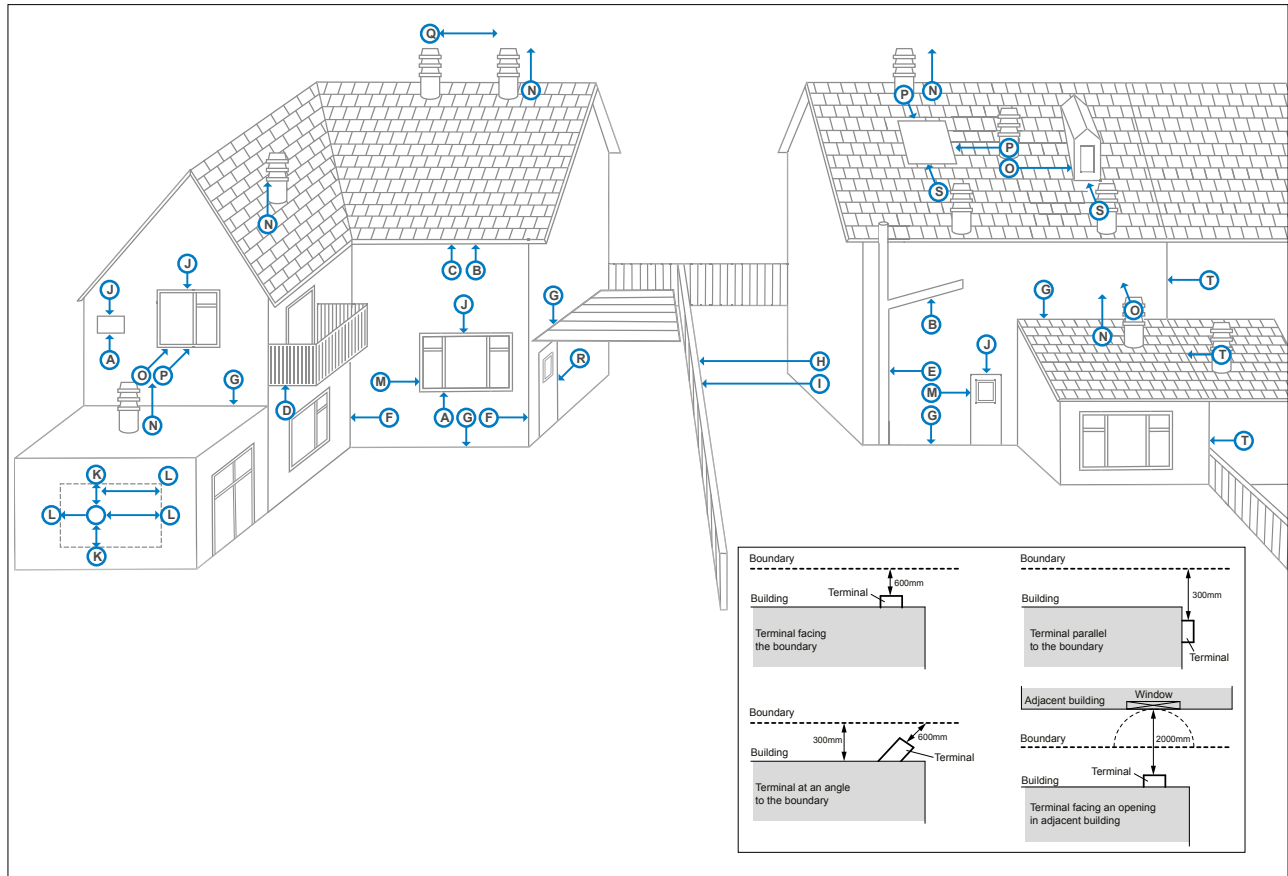 Q
N
P
N
P
O
N
S
S
J
C
B
T
J
G
G
O
J
B
N
A
H
R
J
T
O
P
M
I
E
G
M
D
F
A
G
F
G
N
T
K
L
L
L
K
Boundary
600mm
Terminal
Building
Terminal facing
the boundary
Boundary
300mm
Building
Terminal parallel
to the boundary
Terminal
Boundary
300mm
600mm
Building
Terminal
Terminal at an angle
to the boundary
Adjacent building
Window
Boundary
2000mm
Terminal
Building
Terminal facing an opening
in adjacent building